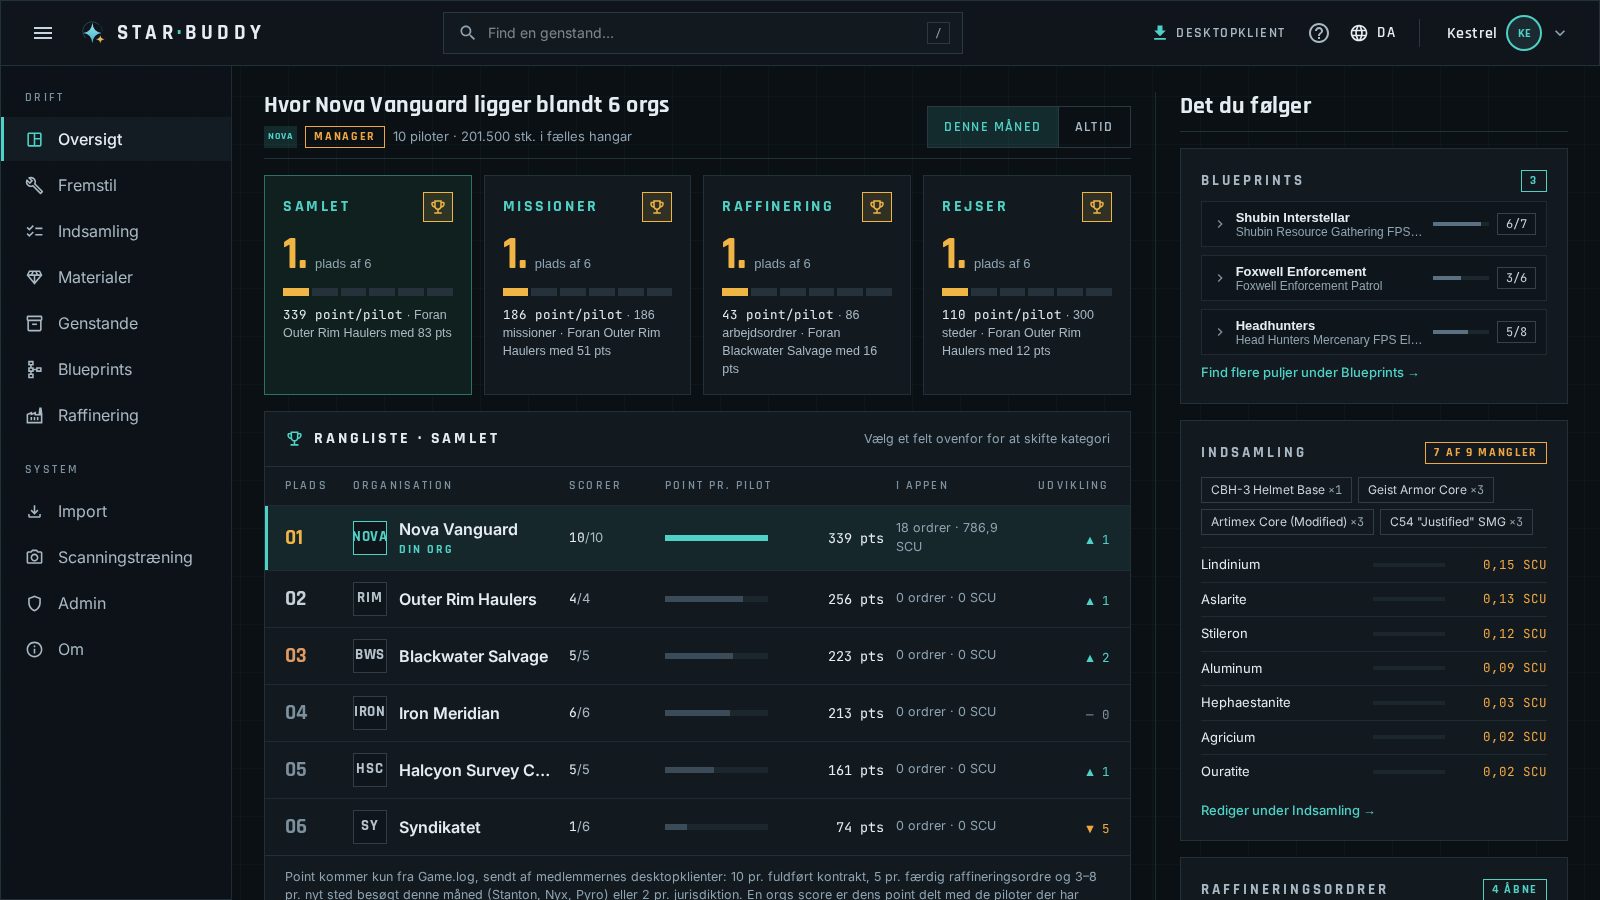 STAR·BUDDY
Find en genstand...
/
DESKTOPKLIENT
DA
Kestrel
KE
DRIFT
Oversigt
Fremstil
Indsamling
Materialer
Genstande
Blueprints
Raffinering
SYSTEM
Import
Scanningstræning
Admin
Om
Hvor Nova Vanguard ligger blandt 6 orgs
NOVA
MANAGER
10 piloter · 201.500 stk. i fælles hangar
DENNE MÅNED
ALTID
SAMLET
1. plads af 6
339 point/pilot · Foran
Outer Rim Haulers med 83 pts
MISSIONER
1. plads af 6
186 point/pilot · 186
missioner · Foran Outer Rim
Haulers med 51 pts
RAFFINERING
1. plads af 6
43 point/pilot · 86
arbejdsordrer · Foran
Blackwater Salvage med 16
pts
REJSER
1. plads af 6
110 point/pilot · 300
steder · Foran Outer Rim
Haulers med 12 pts
RANGLISTE · SAMLET
Vælg et felt ovenfor for at skifte kategori
PLADS ORGANISATION SCORER POINT PR. PILOT I APPEN UDVIKLING
01 NOVA Nova Vanguard DIN ORG 10/10 339 pts 18 ordrer · 786,9 SCU ▲ 1
02 RIM Outer Rim Haulers 4/4 256 pts 0 ordrer · 0 SCU ▲ 1
03 BWS Blackwater Salvage 5/5 223 pts 0 ordrer · 0 SCU ▲ 2
04 IRON Iron Meridian 6/6 213 pts 0 ordrer · 0 SCU — 0
05 HSC Halcyon Survey C... 5/5 161 pts 0 ordrer · 0 SCU ▲ 1
06 SY Syndikatet 1/6 74 pts 0 ordrer · 0 SCU ▼ 5
Point kommer kun fra Game.log, sendt af medlemmernes desktopklienter: 10 pr. fuldført kontrakt, 5 pr. færdig raffineringsordre og 3–8
pr. nyt sted besøgt denne måned (Stanton, Nyx, Pyro) eller 2 pr. jurisdiktion. En orgs score er dens point delt med de piloter der har
Det du følger
BLUEPRINTS
3
Shubin Interstellar
Shubin Resource Gathering FPS...
6/7
Foxwell Enforcement
Foxwell Enforcement Patrol
3/6
Headhunters
Head Hunters Mercenary FPS El...
5/8
Find flere puljer under Blueprints →
INDSAMLING
7 AF 9 MANGLER
CBH-3 Helmet Base ×1
Geist Armor Core ×3
Artimex Core (Modified) ×3
C54 "Justified" SMG ×3
Lindinium 0,15 SCU
Aslarite 0,13 SCU
Stileron 0,12 SCU
Aluminum 0,09 SCU
Hephaestanite 0,03 SCU
Agricium 0,02 SCU
Ouratite 0,02 SCU
Rediger under Indsamling →
RAFFINERINGSORDRER
4 ÅBNE